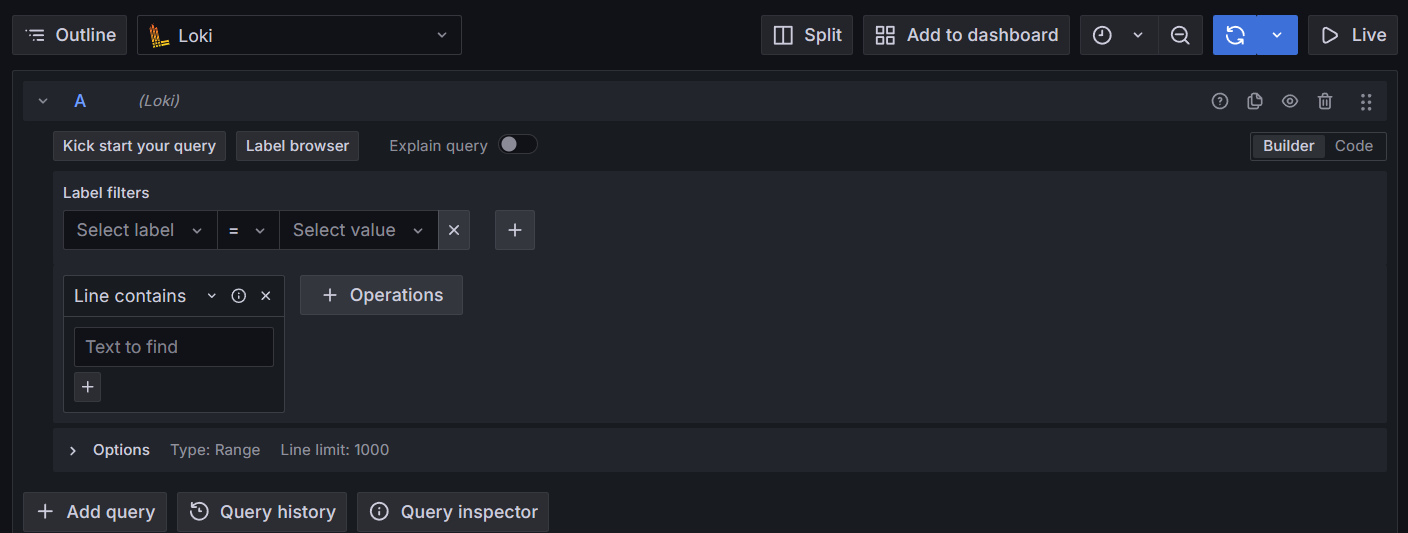 Outline Loki Split Add to dashboard Live
A (Loki)
Kick start your query Label browser Explain query Builder Code
Label filters
Select label = Select value
Line contains Operations
Text to find
Options Type: Range Line limit: 1000
Add query Query history Query inspector